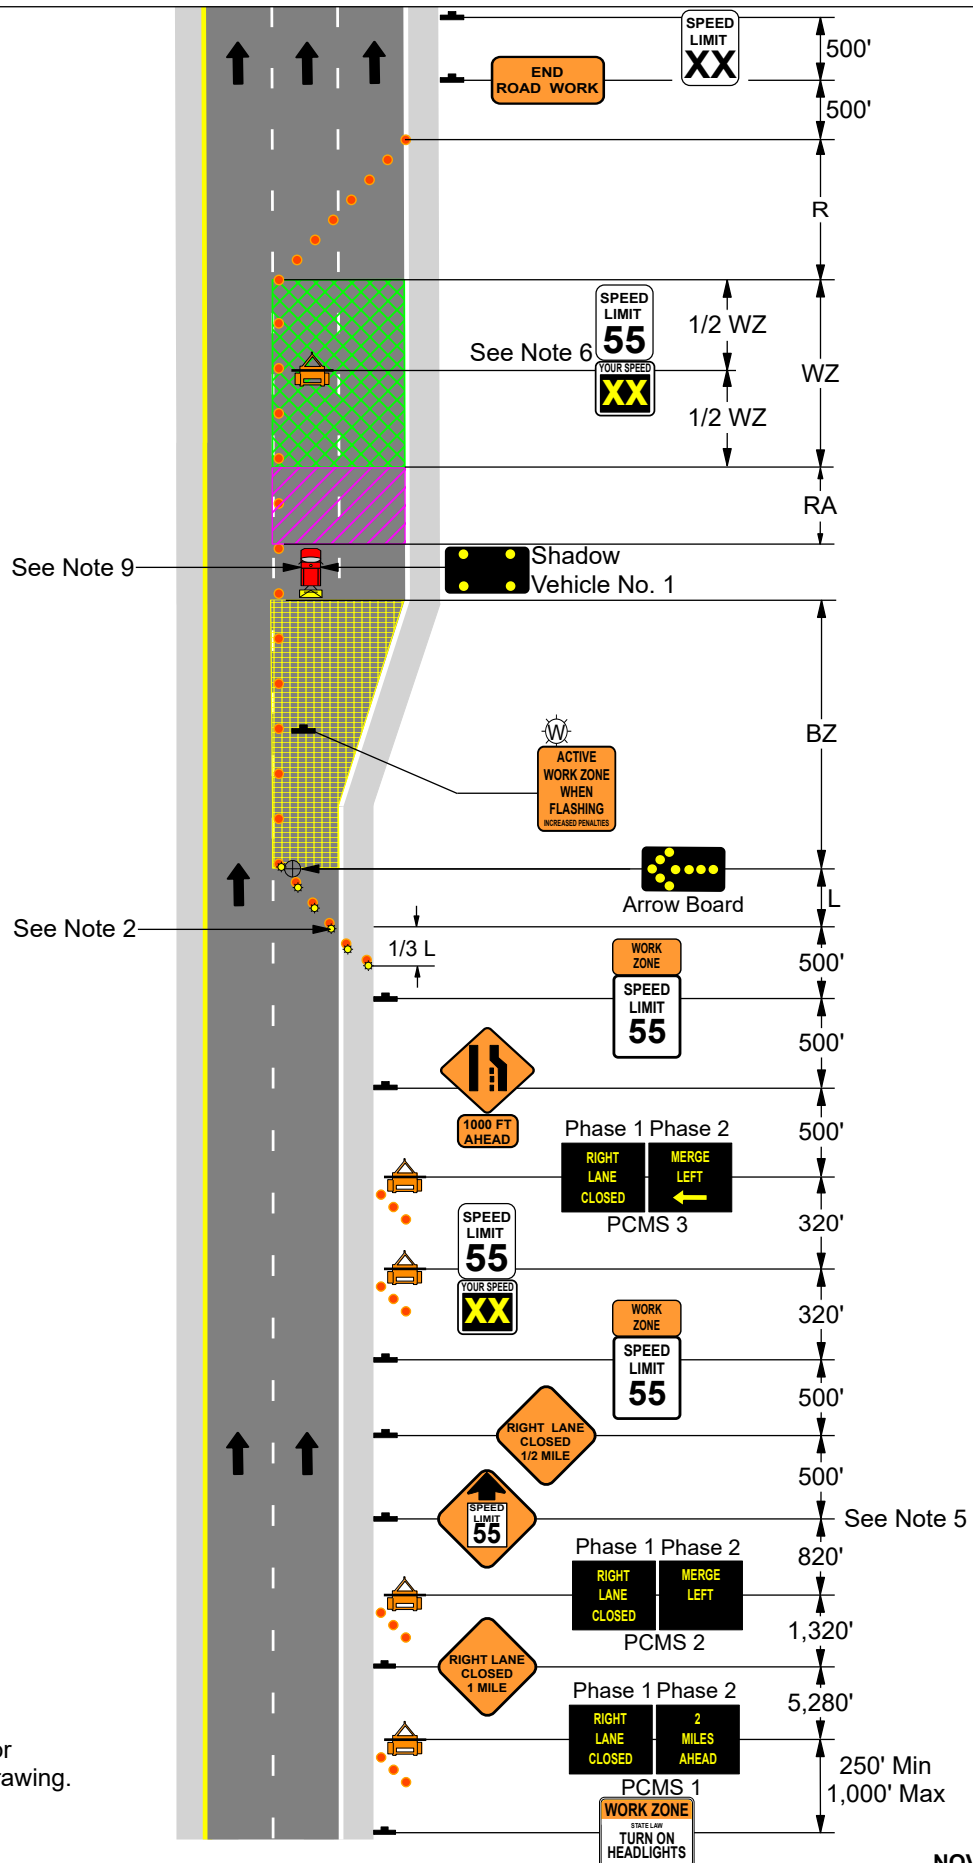 SPEED
LIMIT
XX
500'
END
ROAD WORK
500'
R
SPEED
LIMIT
55
1/2 WZ
See Note 6
YOUR SPEED
XX
WZ
1/2 WZ
RA
See Note 9
Shadow
Vehicle No. 1
BZ
W
ACTIVE
WORK ZONE
WHEN
FLASHING
INCREASED PENALTIES
Arrow Board
L
See Note 2
1/3 L
WORK
ZONE
500'
SPEED
LIMIT
55
500'
1000 FT
AHEAD
500'
Phase 1 Phase 2
RIGHT
LANE
CLOSED
MERGE
LEFT
PCMS 3
320'
SPEED
LIMIT
55
YOUR SPEED
XX
320'
WORK
ZONE
SPEED
LIMIT
55
500'
RIGHT LANE
CLOSED
1/2 MILE
500'
SPEED
LIMIT
55
See Note 5
820'
Phase 1 Phase 2
RIGHT
LANE
CLOSED
MERGE
LEFT
PCMS 2
1,320'
RIGHT LANE
CLOSED
1 MILE
5,280'
Phase 1 Phase 2
RIGHT
LANE
CLOSED
2
MILES
AHEAD
PCMS 1
250' Min
1,000' Max
or
rawing.
WORK ZONE
STATE LAW
TURN ON
HEADLIGHTS
NOV